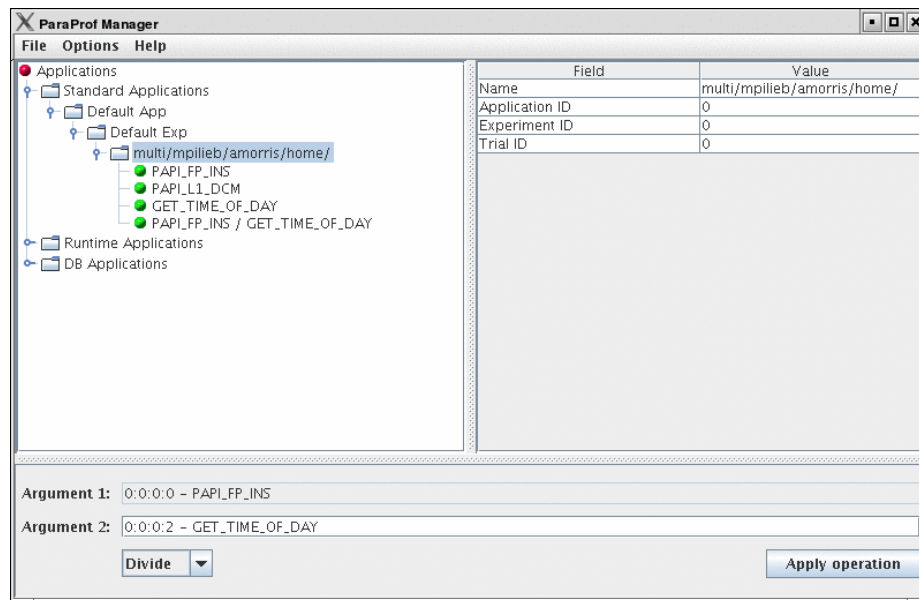 ParaProf Manager
File Options Help
Applications
Standard Applications
Default App
Default Exp
multi/mpilieb/amorris/home/
PAPI_FP_INS
PAPI_L1_DCM
GET_TIME_OF_DAY
PAPI_FP_INS / GET_TIME_OF_DAY
Runtime Applications
DB Applications
Field Value
Name multi/mpilieb/amorris/home/
Application ID 0
Experiment ID 0
Trial ID 0
Argument 1: 0:0:0:0 – PAPI_FP_INS
Argument 2: 0:0:0:2 – GET_TIME_OF_DAY
Divide Apply operation